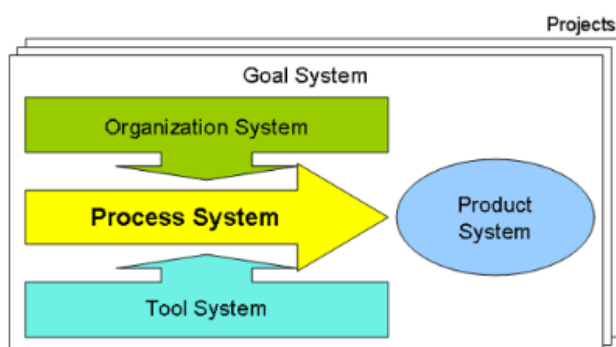 Projects
Goal System
Organization System
Process System
Product
System
Tool System